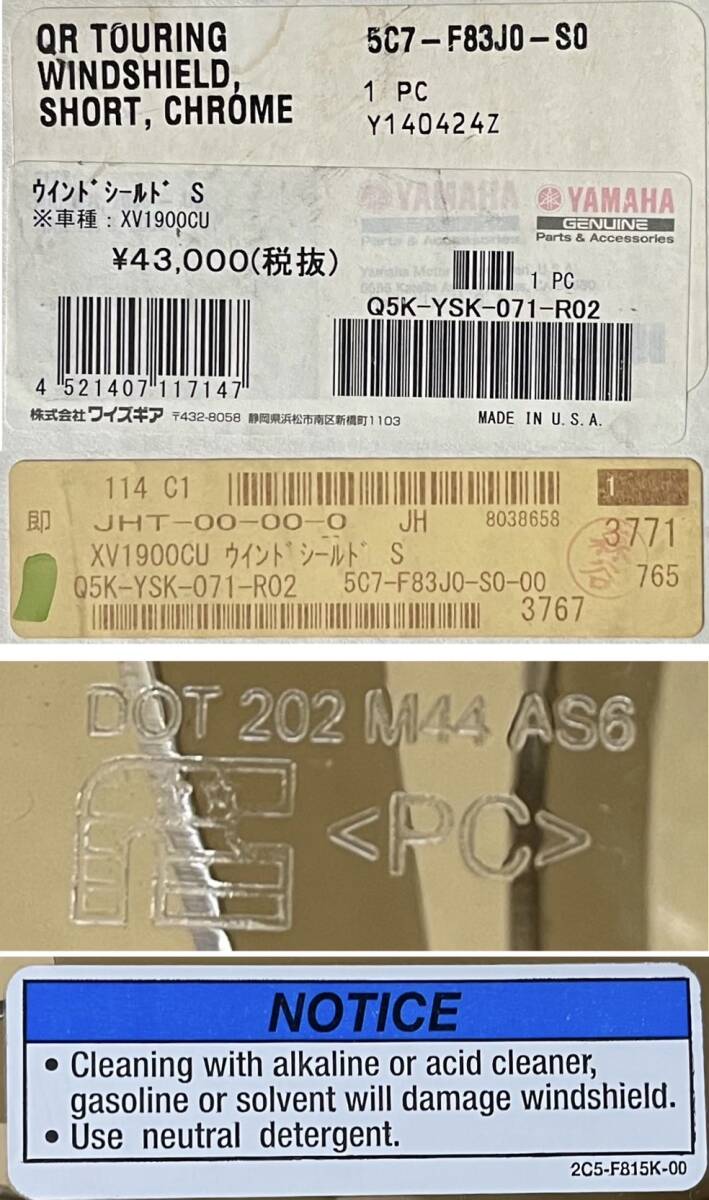 QR TOURING
WINDSHIELD,
SHORT, CHROME
5C7-F83J0-S0
1 PC
Y140424Z
ｳｲﾝﾄﾞｼｰﾙﾄﾞ S
※車種：XV1900CU
¥43,000(税抜)
4 521407 117147
YAMAHA
YAMAHA
GENUINE
Parts & Accessories
1 PC
Q5K-YSK-071-R02
株式会社ワイズギア 〒432-8058 静岡県浜松市南区新橋町1103
MADE IN U.S.A.
114 C1
1
即 JHT-00-00-0 JH 8038658 3771
XV1900CU ｳｲﾝﾄﾞｼｰﾙﾄﾞ S
Q5K-YSK-071-R02 5C7-F83J0-S0-00 765
3767
DOT 202 M44 AS6
<PC>
NOTICE
• Cleaning with alkaline or acid cleaner,
gasoline or solvent will damage windshield.
• Use neutral detergent.
2C5-F815K-00